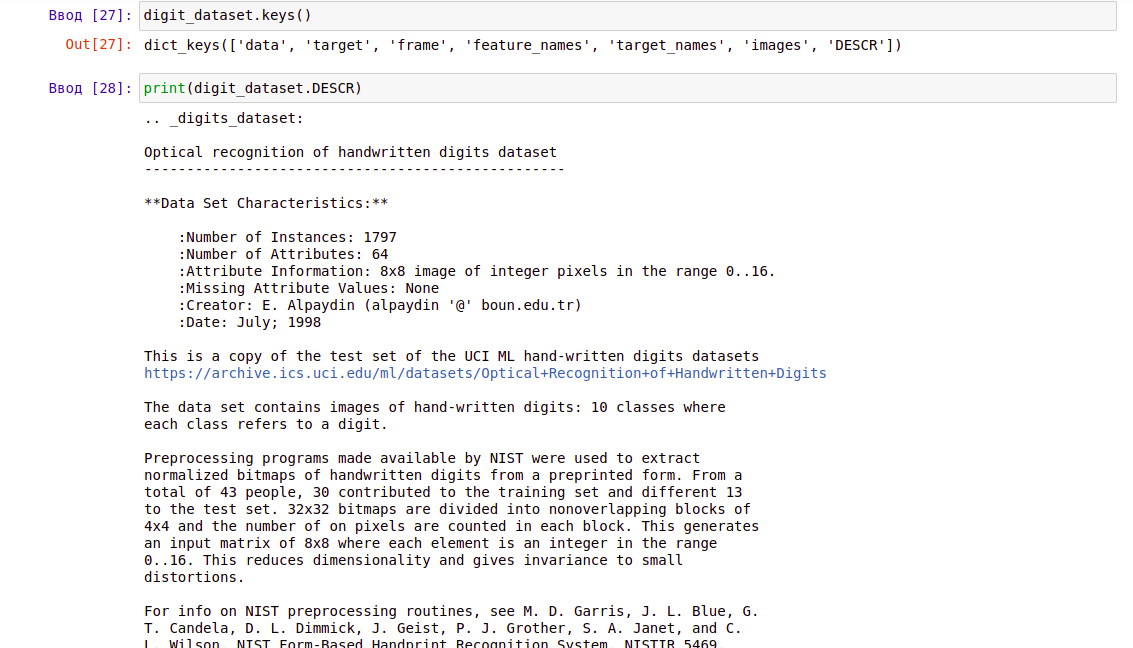 Ввод [27]: digit_dataset.keys()
Out[27]: dict_keys(['data', 'target', 'frame', 'feature_names', 'target_names', 'images', 'DESCR'])
Ввод [28]: print(digit_dataset.DESCR)
.. _digits_dataset:
Optical recognition of handwritten digits dataset
--------------------------------------------------
**Data Set Characteristics:**
:Number of Instances: 1797
:Number of Attributes: 64
:Attribute Information: 8x8 image of integer pixels in the range 0..16.
:Missing Attribute Values: None
:Creator: E. Alpaydin (alpaydin '@' boun.edu.tr)
:Date: July; 1998
This is a copy of the test set of the UCI ML hand-written digits datasets
https://archive.ics.uci.edu/ml/datasets/Optical+Recognition+of+Handwritten+Digits
The data set contains images of hand-written digits: 10 classes where
each class refers to a digit.
Preprocessing programs made available by NIST were used to extract
normalized bitmaps of handwritten digits from a preprinted form. From a
total of 43 people, 30 contributed to the training set and different 13
to the test set. 32x32 bitmaps are divided into nonoverlapping blocks of
4x4 and the number of on pixels are counted in each block. This generates
an input matrix of 8x8 where each element is an integer in the range
0..16. This reduces dimensionality and gives invariance to small
distortions.
For info on NIST preprocessing routines, see M. D. Garris, J. L. Blue, G.
T. Candela, D. L. Dimmick, J. Geist, P. J. Grother, S. A. Janet, and C.
L. Wilson, NIST Form-Based Handprint Recognition System, NISTIR 5469,